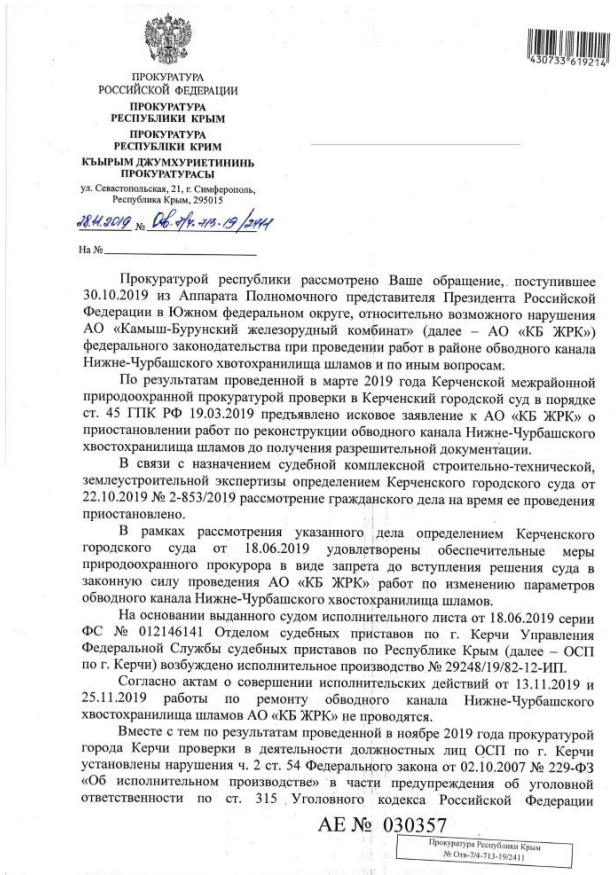 430733 619214
ПРОКУРАТУРА
РОССИЙСКОЙ ФЕДЕРАЦИИ
ПРОКУРАТУРА
РЕСПУБЛИКИ КРЫМ
ПРОКУРАТУРА
РЕСПУБЛІКИ КРИМ
КЪЫРЫМ ДЖУМХУРИЕТИНИНЬ
ПРОКУРАТУРАСЫ
ул. Севастопольская, 21, г. Симферополь,
Республика Крым, 295015
28.11.2019 № Отв-7/4-713-19/2411
На №
Прокуратурой республики рассмотрено Ваше обращение, поступившее
30.10.2019 из Аппарата Полномочного представителя Президента Российской
Федерации в Южном федеральном округе, относительно возможного нарушения
АО «Камыш-Бурунский железорудный комбинат» (далее – АО «КБ ЖРК»)
федерального законодательства при проведении работ в районе обводного канала
Нижне-Чурбашского хвотохранилища шламов и по иным вопросам.
По результатам проведенной в марте 2019 года Керченской межрайонной
природоохранной прокуратурой проверки в Керченский городской суд в порядке
ст. 45 ГПК РФ 19.03.2019 предъявлено исковое заявление к АО «КБ ЖРК» о
приостановлении работ по реконструкции обводного канала Нижне-Чурбашского
хвостохранилища шламов до получения разрешительной документации.
В связи с назначением судебной комплексной строительно-технической,
землеустроительной экспертизы определением Керченского городского суда от
22.10.2019 № 2-853/2019 рассмотрение гражданского дела на время ее проведения
приостановлено.
В рамках рассмотрения указанного дела определением Керченского
городского суда от 18.06.2019 удовлетворены обеспечительные меры
природоохранного прокурора в виде запрета до вступления решения суда в
законную силу проведения АО «КБ ЖРК» работ по изменению параметров
обводного канала Нижне-Чурбашского хвостохранилища шламов.
На основании выданного судом исполнительного листа от 18.06.2019 серии
ФС № 012146141 Отделом судебных приставов по г. Керчи Управления
Федеральной Службы судебных приставов по Республике Крым (далее – ОСП
по г. Керчи) возбуждено исполнительное производство № 29248/19/82-12-ИП.
Согласно актам о совершении исполнительских действий от 13.11.2019 и
25.11.2019 работы по ремонту обводного канала Нижне-Чурбашского
хвостохранилища шламов АО «КБ ЖРК» не проводятся.
Вместе с тем по результатам проведенной в ноябре 2019 года прокуратурой
города Керчи проверки в деятельности должностных лиц ОСП по г. Керчи
установлены нарушения ч. 2 ст. 54 Федерального закона от 02.10.2007 № 229-ФЗ
«Об исполнительном производстве» в части предупреждения об уголовной
ответственности по ст. 315 Уголовного кодекса Российской Федерации
АЕ № 030357
Прокуратура Республики Крым
№ Отв-7/4-713-19/2411